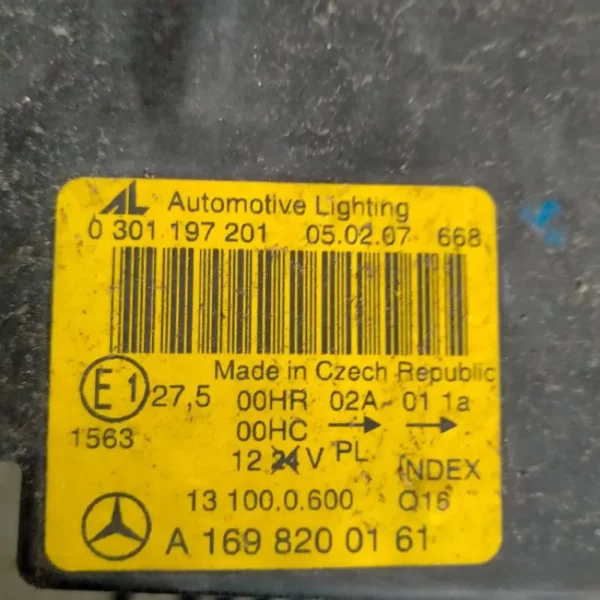 AL Automotive Lighting
0 301 197 201 05.02.07 668
Made in Czech Republic
E1 27,5 00HR 02A 01 1a
1563 00HC → →
12 24 V PL INDEX
13 100.0.600 Q16
A 169 820 01 61